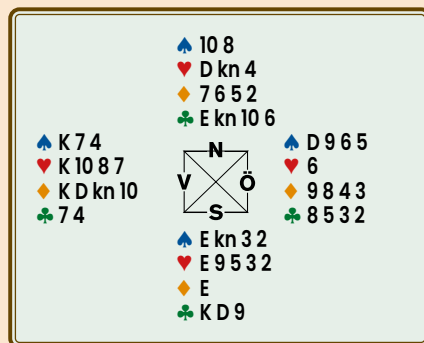 ♠ 10 8
♥ D kn 4
♦ 7 6 5 2
♣ E kn 10 6
♠ K 7 4
♥ K 10 8 7
♦ K D kn 10
♣ 7 4
N
V Ö
S
♠ D 9 6 5
♥ 6
♦ 9 8 4 3
♣ 8 5 3 2
♠ E kn 3 2
♥ E 9 5 3 2
♦ E
♣ K D 9